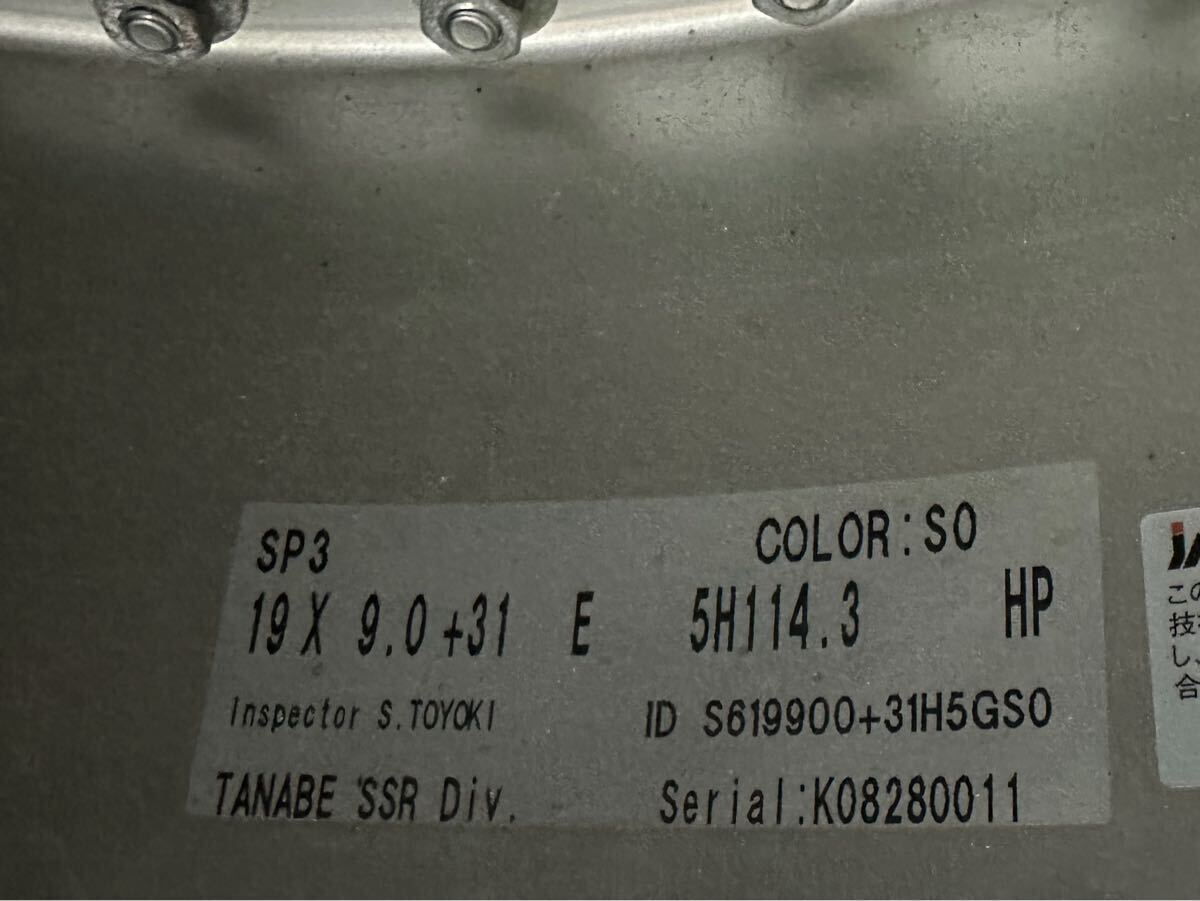 SP3 COLOR:SO
19 X 9.0 +31 E 5H114.3 HP
Inspector S.TOYOKI ID S619900+31H5GSO
TANABE SSR Div. Serial:K08280011
この
し、
合